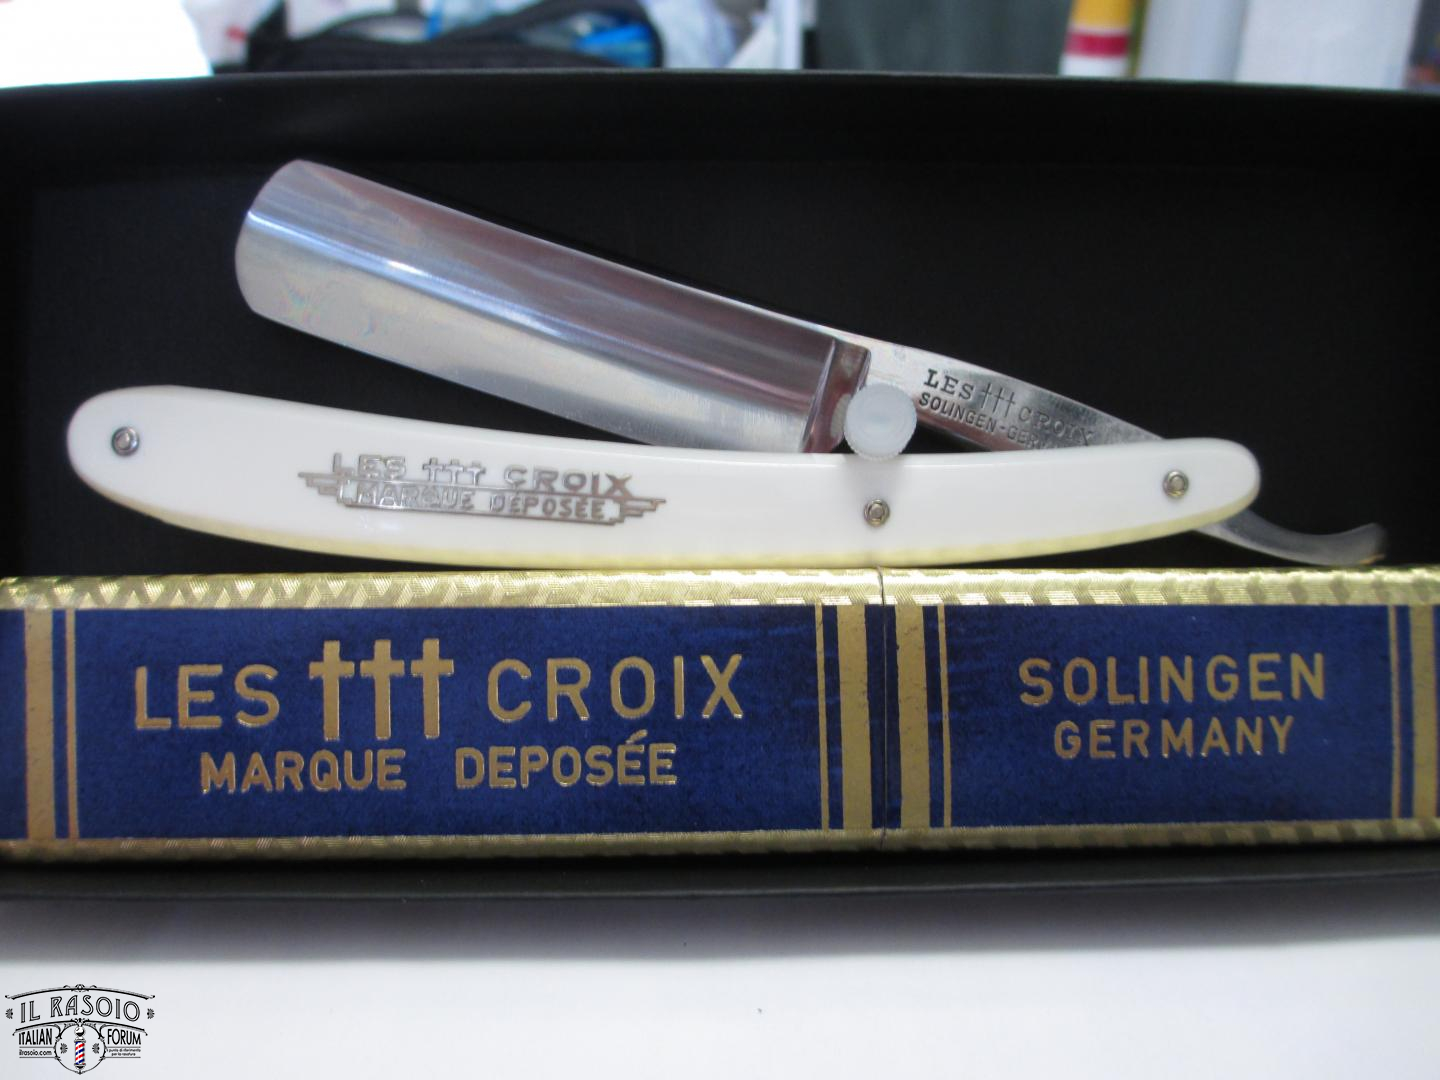 LES ††† CROIX
SOLINGEN-GER
LES ††† CROIX
MARQUE DÉPOSÉE
LES ††† CROIX
MARQUE DEPOSÉE
SOLINGEN
GERMANY
IL RASOIO
ITALIAN FORUM
ilrasoio.com